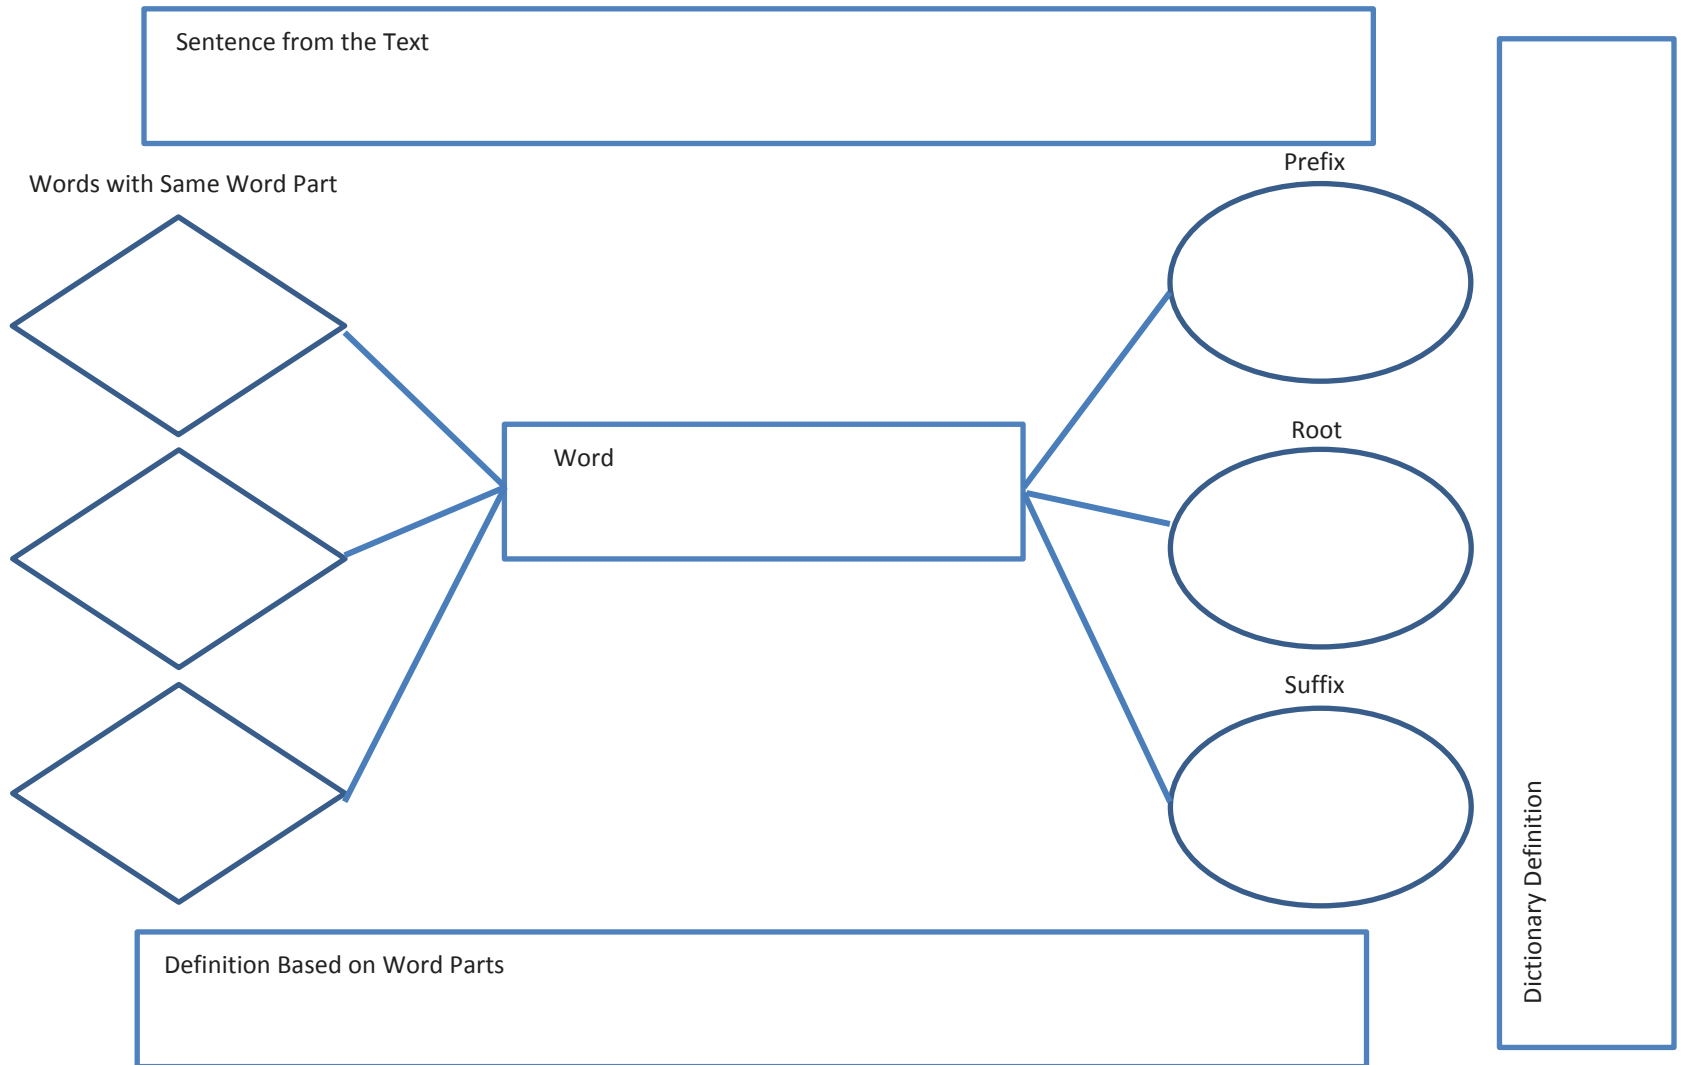 Sentence from the Text
Prefix
Words with Same Word Part
Root
Word
Suffix
Definition Based on Word Parts
Dictionary Definition